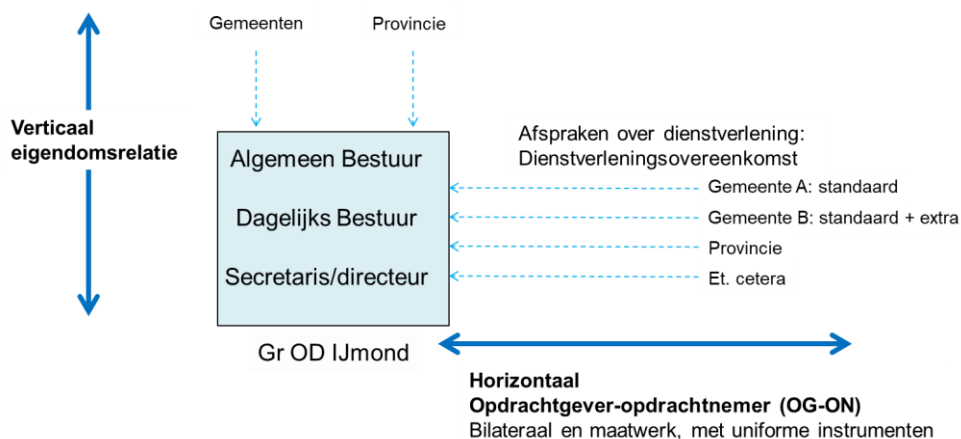 Gemeenten
Provincie
Verticaal
eigendomsrelatie
Algemeen Bestuur
Dagelijks Bestuur
Secretaris/directeur
Gr OD IJmond
Afspraken over dienstverlening:
Dienstverleningsovereenkomst
Gemeente A: standaard
Gemeente B: standaard + extra
Provincie
Et. cetera
Horizontaal
Opdrachtgever-opdrachtnemer (OG-ON)
Bilateraal en maatwerk, met uniforme instrumenten